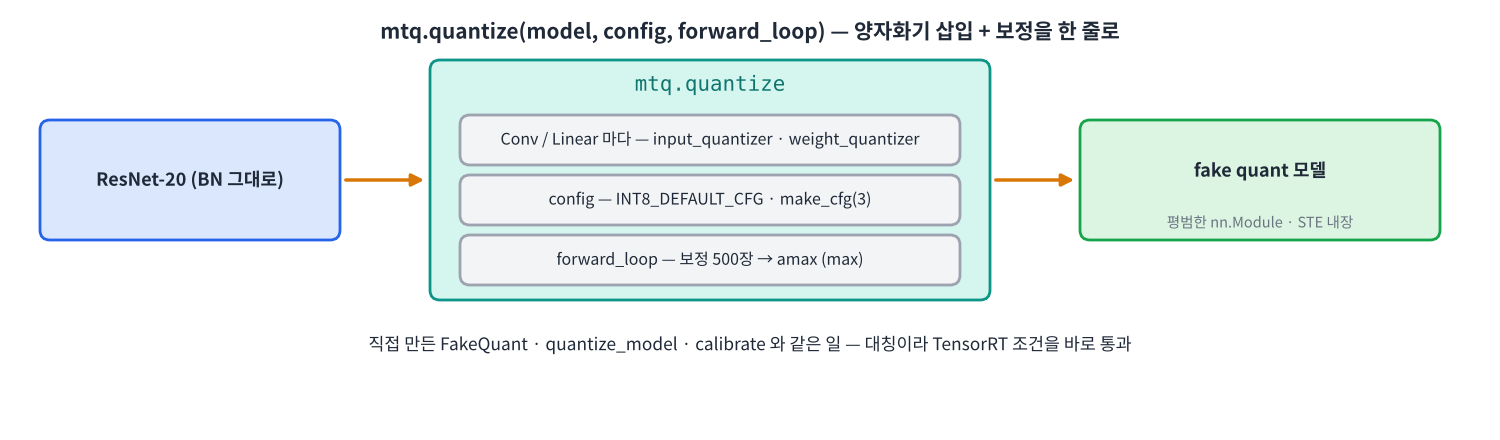 mtq.quantize(model, config, forward_loop) — 양자화기 삽입 + 보정을 한 줄로
mtq.quantize
Conv / Linear 마다 — input_quantizer · weight_quantizer
ResNet-20 (BN 그대로)
config — INT8_DEFAULT_CFG · make_cfg(3)
fake quant 모델
평범한 nn.Module · STE 내장
forward_loop — 보정 500장 → amax (max)
직접 만든 FakeQuant · quantize_model · calibrate 와 같은 일 — 대칭이라 TensorRT 조건을 바로 통과